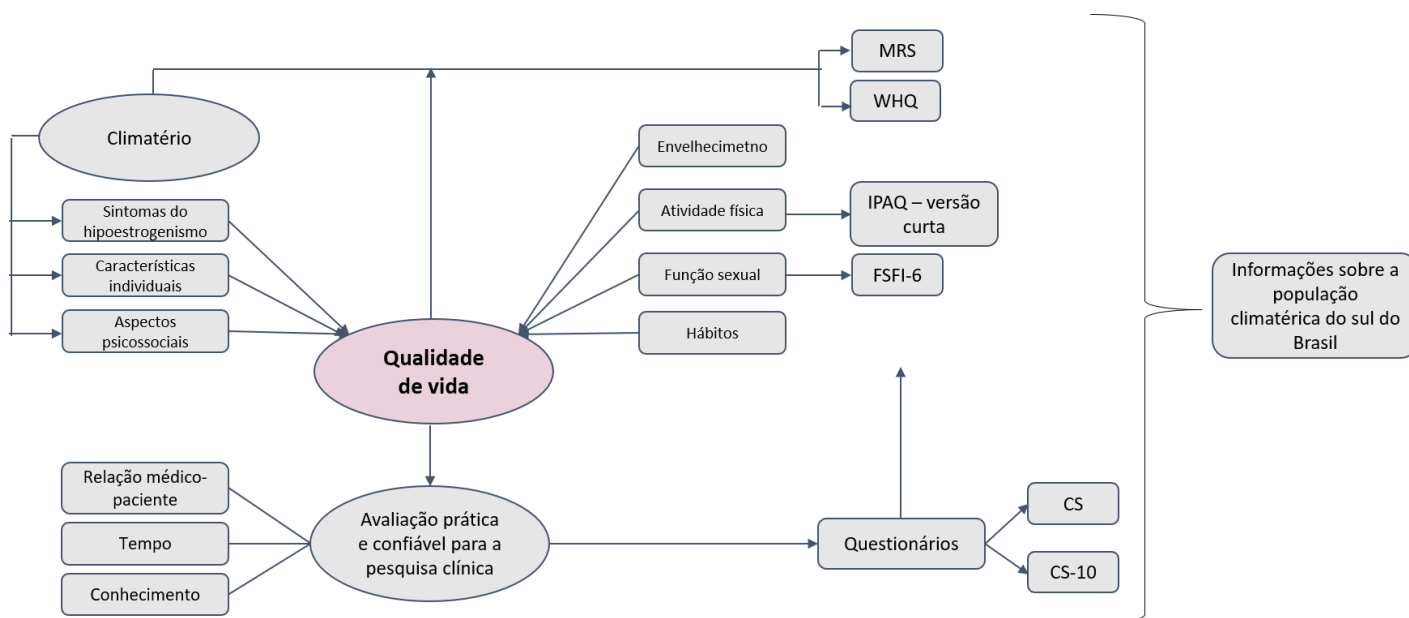 MRS
WHQ
Climatério
Envelhecimetno
Sintomas do
hipoestrogenismo
Atividade física
IPAQ – versão
curta
Característias
individuais
Função sexual
FSFI-6
Aspectos
psicossociais
Hábitos
Qualidade
de vida
Informações sobre a
população
climatérica do sul do
Brasil
Relação médico-
paciente
Tempo
Conhecimento
Avaliação prática
e confiável para a
pesquisa clínica
Questionários
CS
CS-10